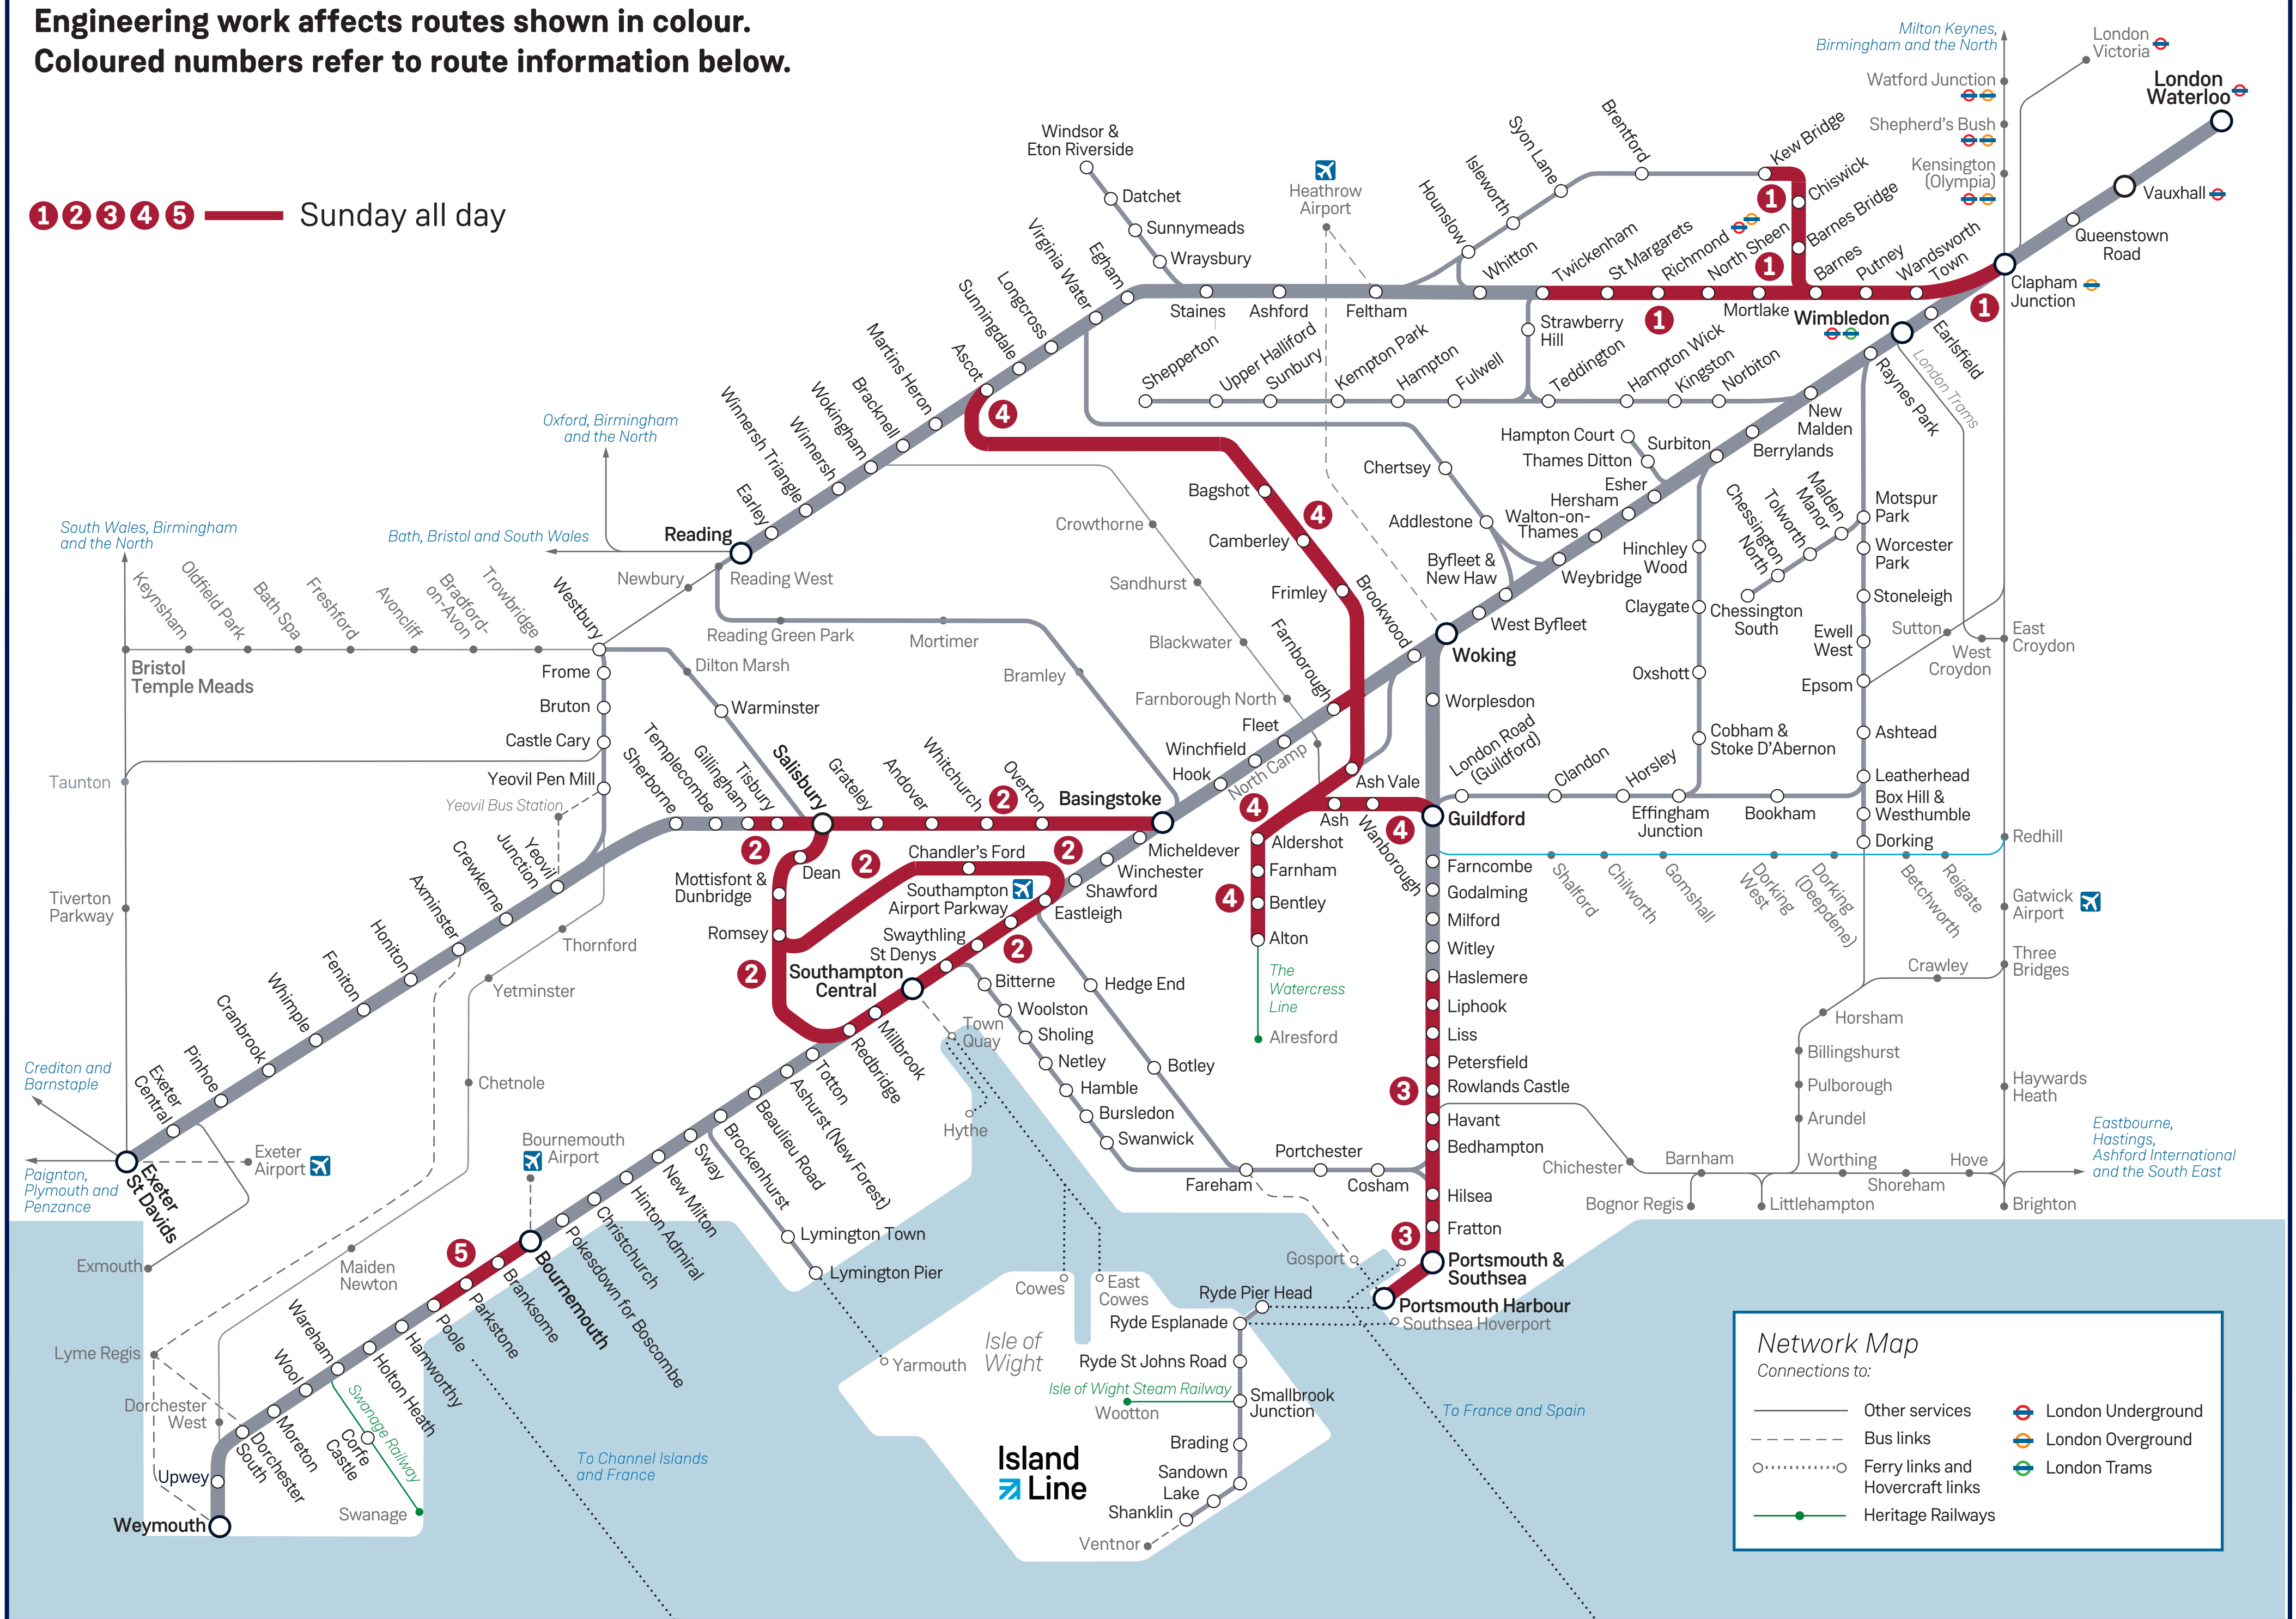 Engineering work affects routes shown in colour.
Coloured numbers refer to route information below.
1 2 3 4 5 Sunday all day
Milton Keynes,
Birmingham and the North
London
Victoria
Watford Junction
London
Waterloo
Shepherd's Bush
Kensington
(Olympia)
Vauxhall
Queenstown
Road
Clapham
Junction
1
Windsor &
Eton Riverside
Datchet
Sunnymeads
Wraysbury
Heathrow
Airport
Hounslow
Isleworth
Syon Lane
Brentford
Kew Bridge
1
Chiswick
Barnes Bridge
1
Virginia Water
Egham
Staines
Ashford
Feltham
Whitton
Twickenham
St Margarets
Richmond
North Sheen
1
Mortlake
Barnes
Putney
Wandsworth
Town
Wimbledon
Earlsfield
London Trams
Raynes Park
Strawberry
Hill
Shepperton
Upper Halliford
Sunbury
Kempton Park
Hampton
Fulwell
Teddington
Hampton Wick
Kingston
Norbiton
New
Malden
Berrylands
Surbiton
Hampton Court
Thames Ditton
Esher
Hersham
Walton-on-
Thames
Weybridge
Byfleet &
New Haw
West Byfleet
Chertsey
Addlestone
Longcross
Sunningdale
Ascot
4
Martins Heron
Bracknell
Wokingham
Winnersh
Winnersh Triangle
Earley
Reading
Oxford, Birmingham
and the North
Bath, Bristol and South Wales
Bagshot
4
Camberley
Frimley
Crowthorne
Sandhurst
Blackwater
Farnborough North
North Camp
Malden
Manor
Tolworth
Chessington
North
Chessington
South
Motspur
Park
Worcester
Park
Stoneleigh
Ewell
West
Epsom
Ashtead
Leatherhead
Box Hill &
Westhumble
Dorking
Hinchley
Wood
Claygate
Oxshott
Cobham &
Stoke D'Abernon
Sutton
West
Croydon
East
Croydon
South Wales, Birmingham
and the North
Keynsham
Oldfield Park
Bath Spa
Freshford
Avoncliff
Bradford-
on-Avon
Trowbridge
Westbury
Newbury
Reading West
Reading Green Park
Mortimer
Bramley
Bristol
Temple Meads
Frome
Bruton
Castle Cary
Yeovil Pen Mill
Yeovil Bus Station
Dilton Marsh
Warminster
Taunton
Tiverton
Parkway
Brookwood
Woking
Farnborough
Fleet
Winchfield
Hook
Basingstoke
Worplesdon
Ash Vale
4
Ash
Wanborough
4
Guildford
London Road
(Guildford)
Clandon
Horsley
Effingham
Junction
Bookham
Sherborne
Templecombe
Gillingham
Tisbury
2
Salisbury
Grateley
Andover
Whitchurch
2
Overton
Yeovil
Junction
Crewkerne
Axminster
Honiton
Feniton
Whimple
Cranbrook
Pinhoe
Exeter
Central
Exeter
St Davids
Crediton and
Barnstaple
Paignton,
Plymouth and
Penzance
Exeter
Airport
Exmouth
Thornford
Yetminster
Chetnole
Maiden
Newton
Dorchester
West
Lyme Regis
Dean
Mottisfont &
Dunbridge
2
Chandler's Ford
2
Romsey
2
Southampton
Airport Parkway
Swaythling
St Denys
2
Southampton
Central
Micheldever
Winchester
Shawford
Eastleigh
Aldershot
Farnham
4
Bentley
Alton
The
Watercress
Line
Alresford
Farncombe
Godalming
Milford
Witley
Haslemere
Liphook
Liss
Petersfield
3
Rowlands Castle
Havant
Bedhampton
Hilsea
3
Fratton
Portsmouth &
Southsea
Portsmouth Harbour
Southsea Hoverport
Shalford
Chilworth
Gomshall
Dorking
West
Dorking
(Deepdene)
Betchworth
Reigate
Redhill
Gatwick
Airport
Three
Bridges
Crawley
Horsham
Billingshurst
Pulborough
Arundel
Haywards
Heath
Eastbourne,
Hastings,
Ashford International
and the South East
Chichester
Barnham
Bognor Regis
Littlehampton
Worthing
Shoreham
Hove
Brighton
Bitterne
Woolston
Sholing
Netley
Hamble
Bursledon
Swanwick
Hedge End
Botley
Fareham
Portchester
Cosham
Gosport
Town
Quay
Hythe
Millbrook
Redbridge
Totton
Ashurst (New Forest)
Beaulieu Road
Brockenhurst
Sway
New Milton
Hinton Admiral
Christchurch
Pokesdown for Boscombe
Bournemouth
Bournemouth
Airport
5
Branksome
Parkstone
Poole
Hamworthy
Holton Heath
Wareham
Wool
Moreton
Dorchester
South
Upwey
Weymouth
Swanage Railway
Corfe
Castle
Swanage
Lymington Town
Lymington Pier
Yarmouth
Cowes
East
Cowes
Isle of
Wight
Ryde Pier Head
Ryde Esplanade
Ryde St Johns Road
Isle of Wight Steam Railway
Wootton
Smallbrook
Junction
Brading
Sandown
Lake
Shanklin
Ventnor
Island
Line
To Channel Islands
and France
To France and Spain
Network Map
Connections to:
Other services
Bus links
Ferry links and
Hovercraft links
Heritage Railways
London Underground
London Overground
London Trams